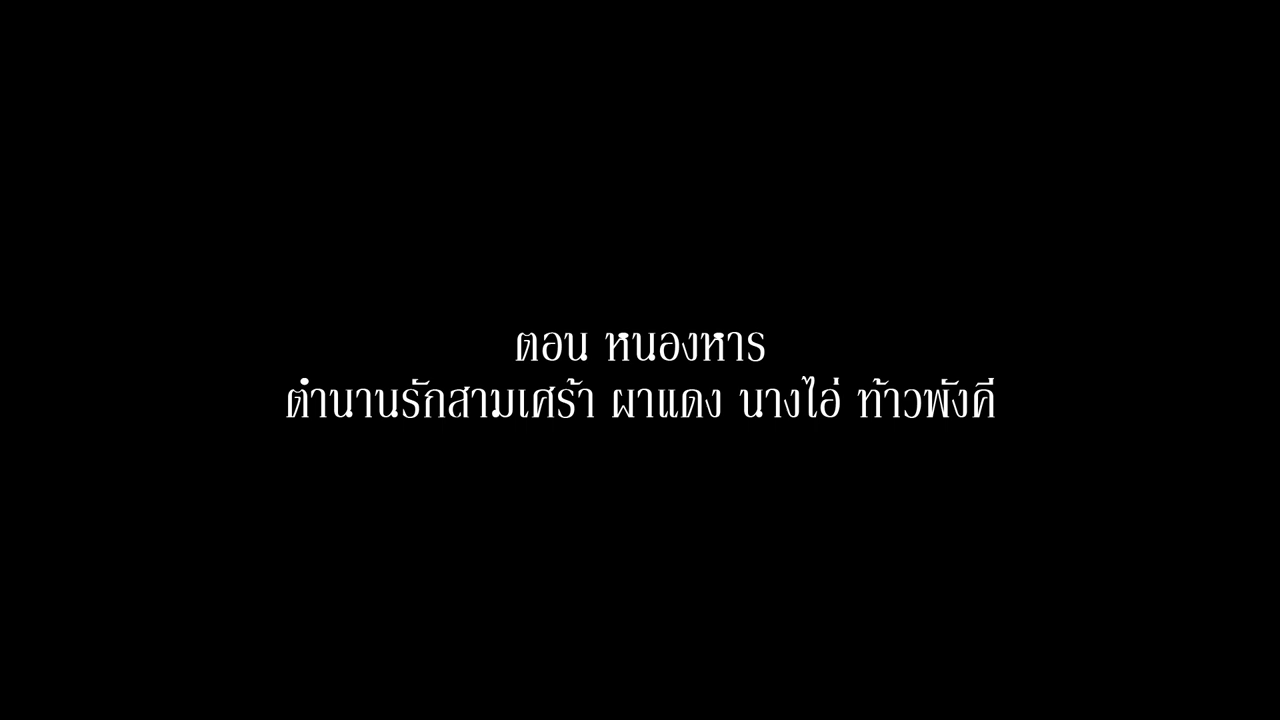 ตอน หนองหาร
ตำนานรักสามเศร้า ผาแดง นางไอ่ ท้าวพังคี